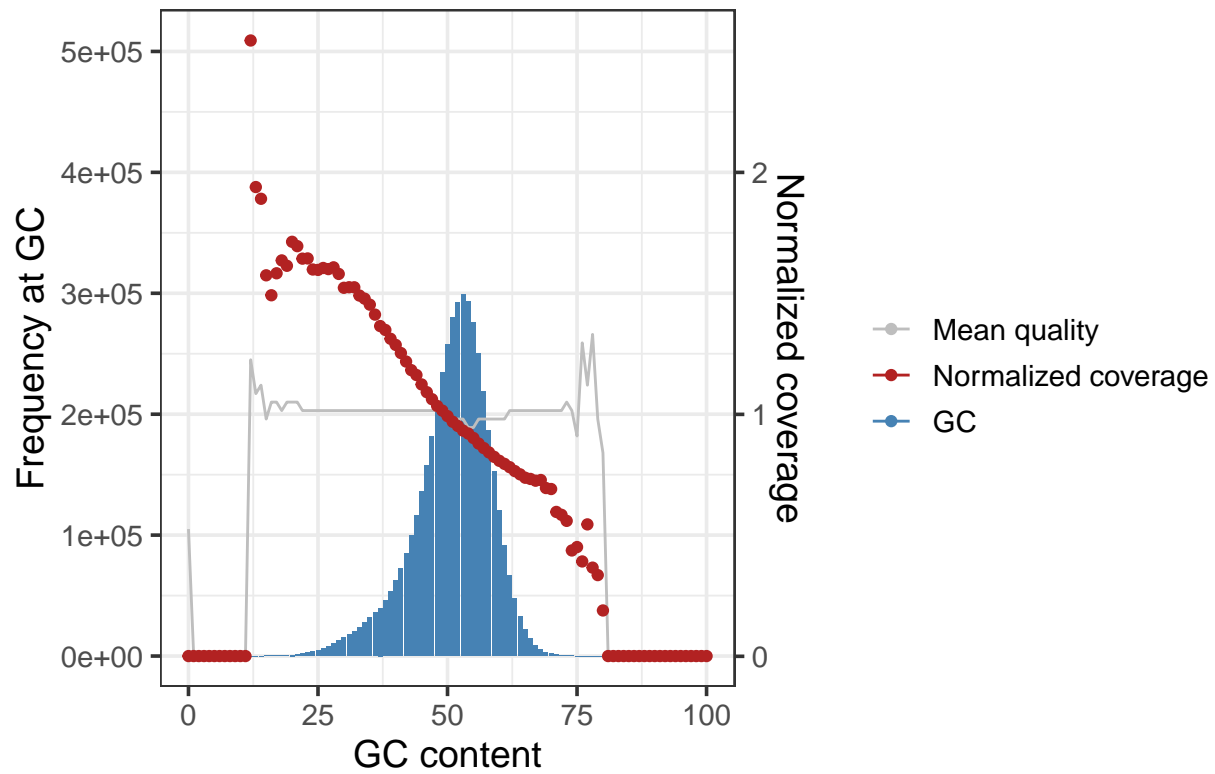 5e+05
4e+05
3e+05
2e+05
1e+05
0e+00
Frequency at GC
0
25
50
75
100
GC content
2
1
0
Normalized coverage
Mean quality
Normalized coverage
GC